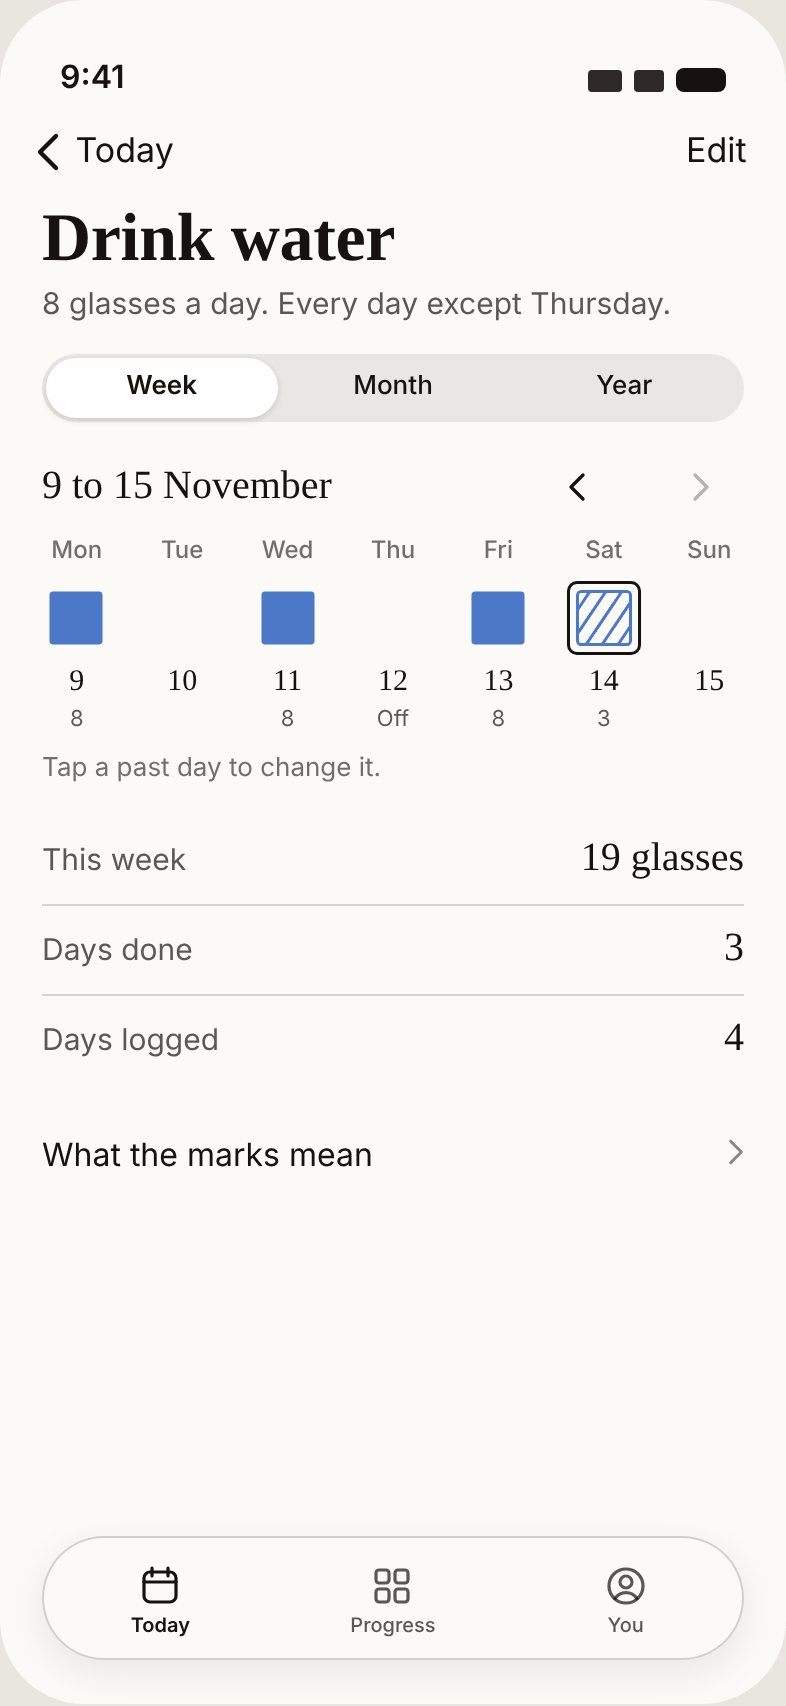 9:41
Today
Edit
Drink water
8 glasses a day. Every day except Thursday.
Week Month Year
9 to 15 November
Mon Tue Wed Thu Fri Sat Sun
9 10 11 12 13 14 15
8 8 Off 8 3
Tap a past day to change it.
This week 19 glasses
Days done 3
Days logged 4
What the marks mean
Today Progress You